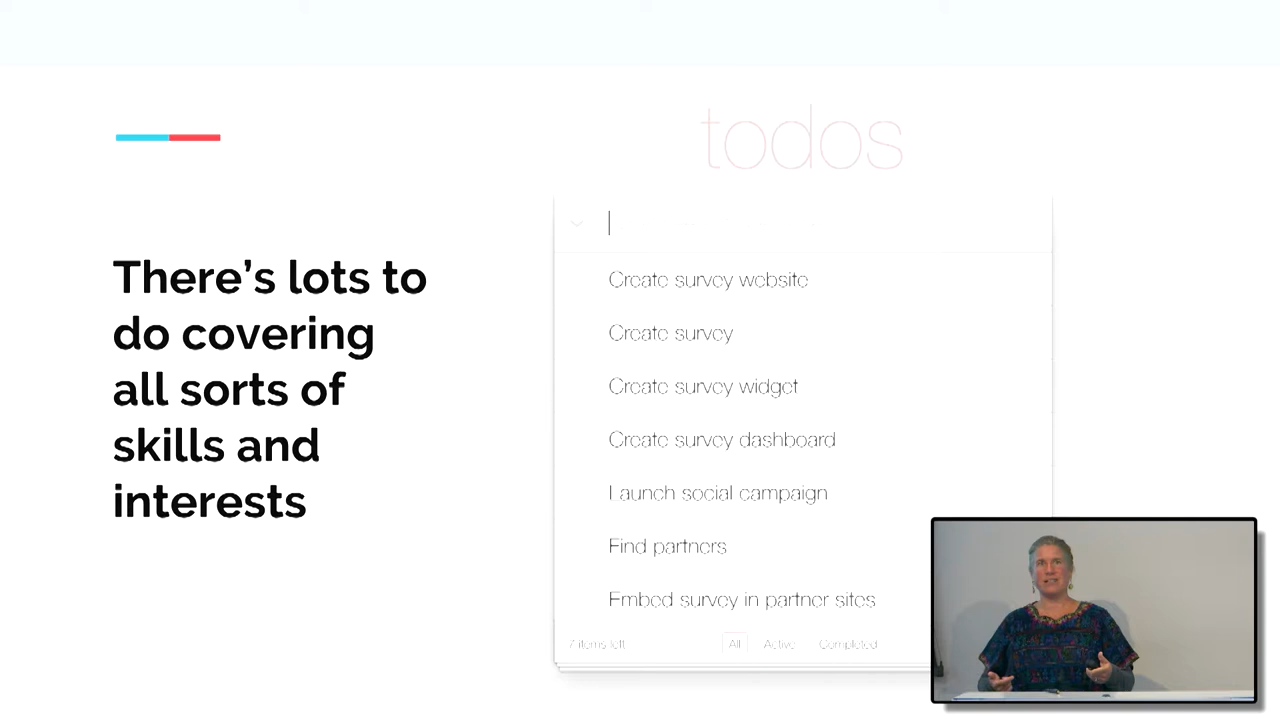 There’s lots to
do covering
all sorts of
skills and
interests
todos
Create survey website
Create survey
Create survey widget
Create survey dashboard
Launch social campaign
Find partners
Embed survey in partner sites
7 items left
All
Active
Completed